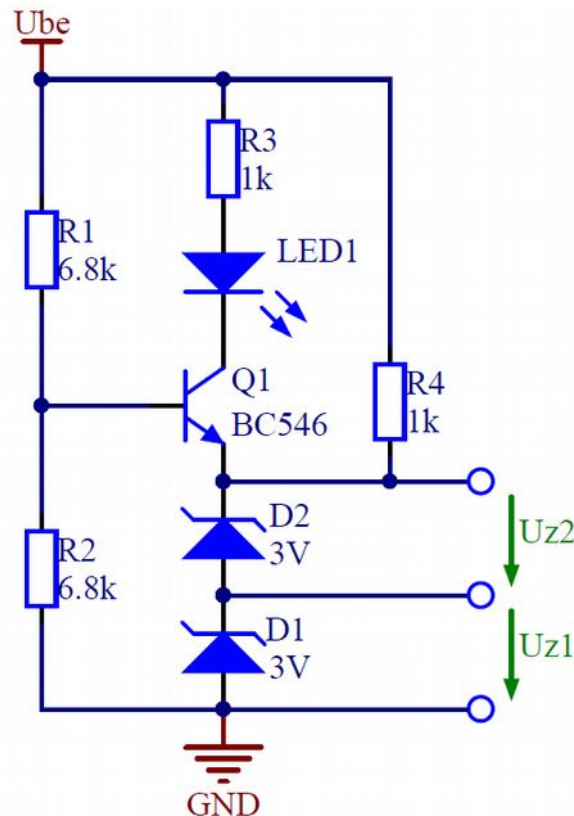 Ube
R3
1k
R1
6.8k
LED1
Q1
BC546
R4
1k
D2
3V
Uz2
R2
6.8k
D1
3V
Uz1
GND